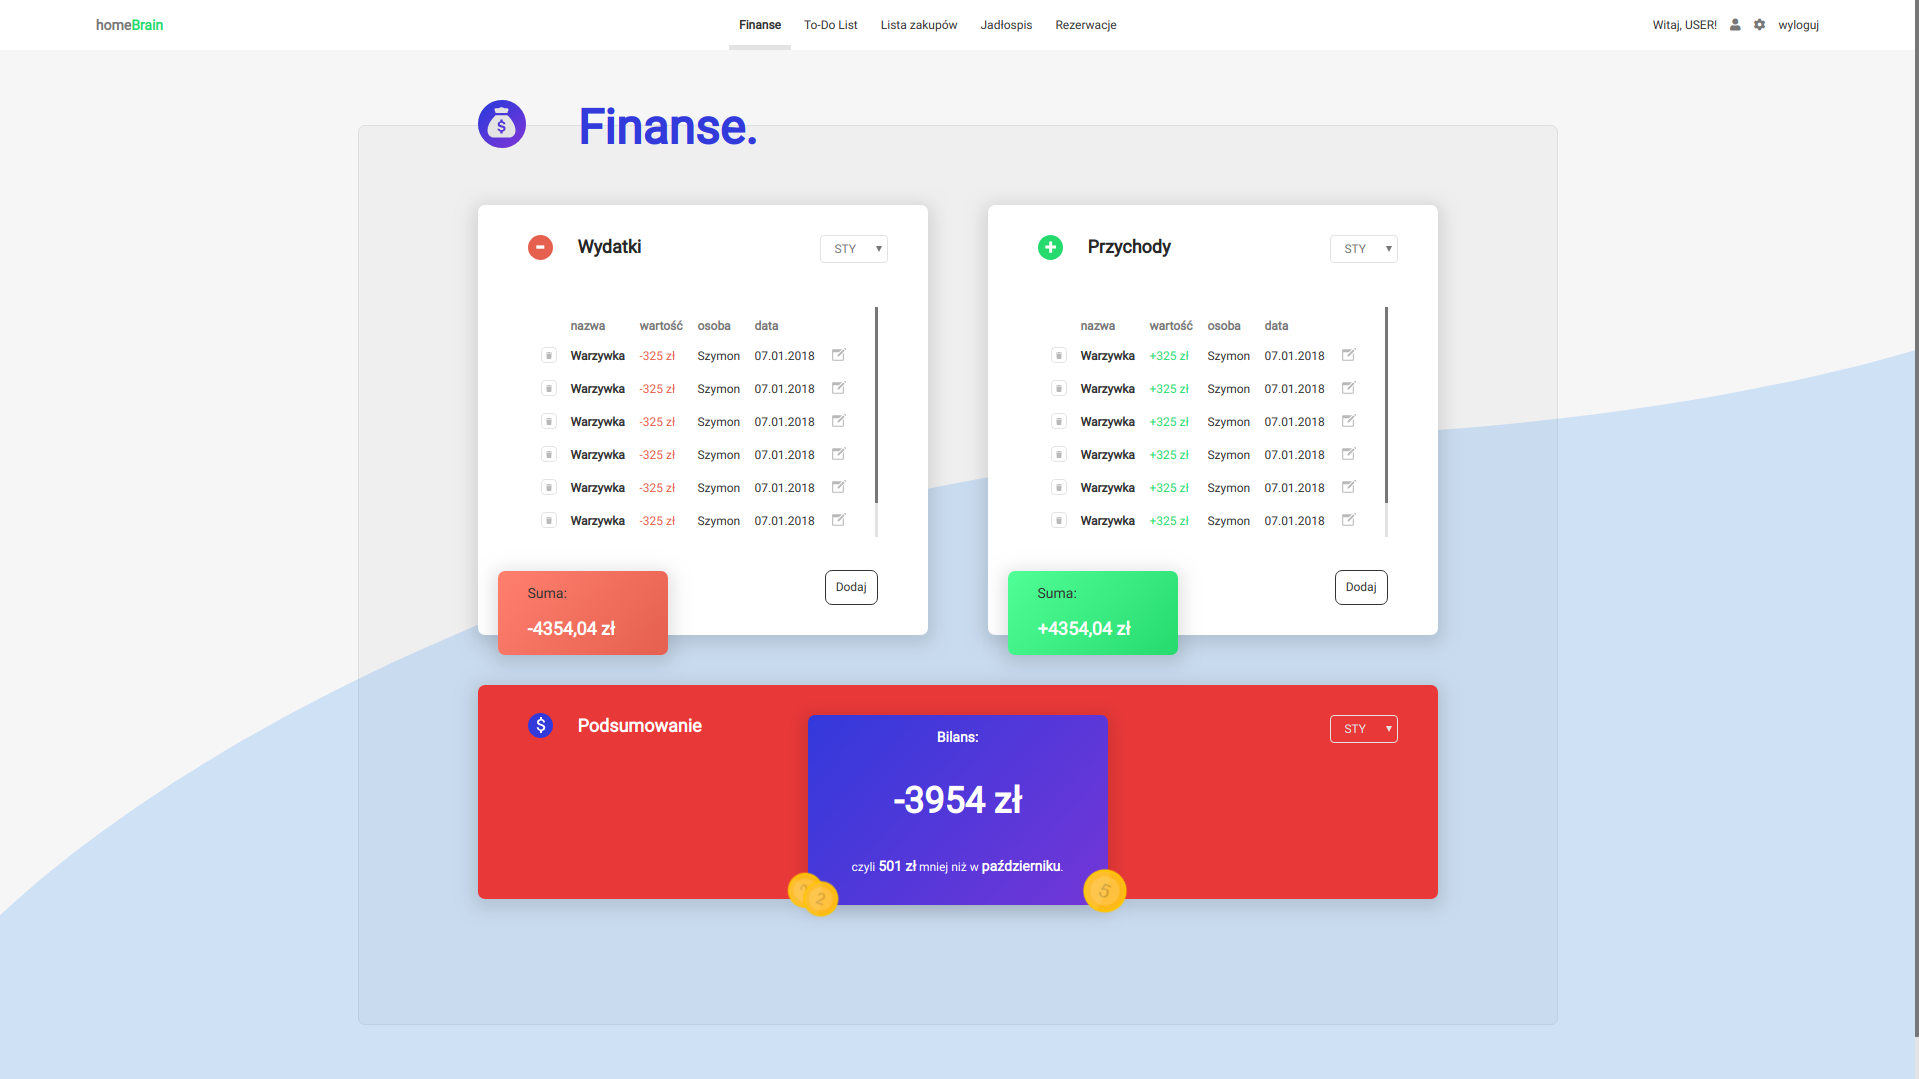 homeBrain
Finanse To-Do List Lista zakupów Jadłospis Rezerwacje
Witaj, USER! wyloguj
Finanse.
Wydatki STY
nazwa wartość osoba data
Warzywka -325 zł Szymon 07.01.2018
Warzywka -325 zł Szymon 07.01.2018
Warzywka -325 zł Szymon 07.01.2018
Warzywka -325 zł Szymon 07.01.2018
Warzywka -325 zł Szymon 07.01.2018
Warzywka -325 zł Szymon 07.01.2018
Suma:
-4354,04 zł
Dodaj
Przychody STY
nazwa wartość osoba data
Warzywka +325 zł Szymon 07.01.2018
Warzywka +325 zł Szymon 07.01.2018
Warzywka +325 zł Szymon 07.01.2018
Warzywka +325 zł Szymon 07.01.2018
Warzywka +325 zł Szymon 07.01.2018
Warzywka +325 zł Szymon 07.01.2018
Suma:
+4354,04 zł
Dodaj
$ Podsumowanie STY
Bilans:
-3954 zł
czyli 501 zł mniej niż w październiku.
2
5